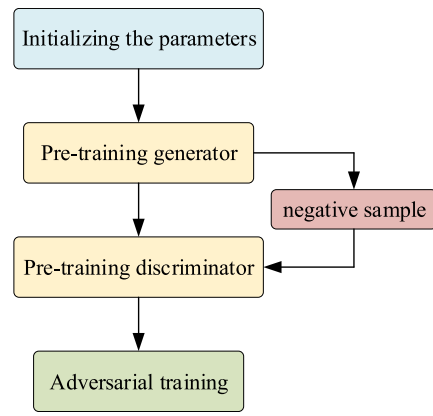 Initializing the parameters
Pre-training generator
negative sample
Pre-training discriminator
Adversarial training